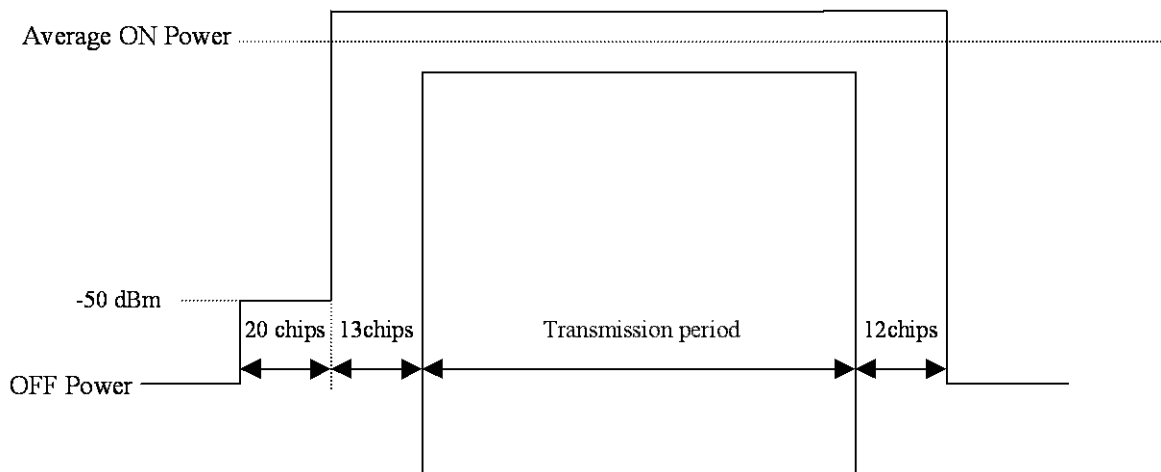 Average ON Power
-50 dBm
20 chips
13chips
Transmission period
12chips
OFF Power